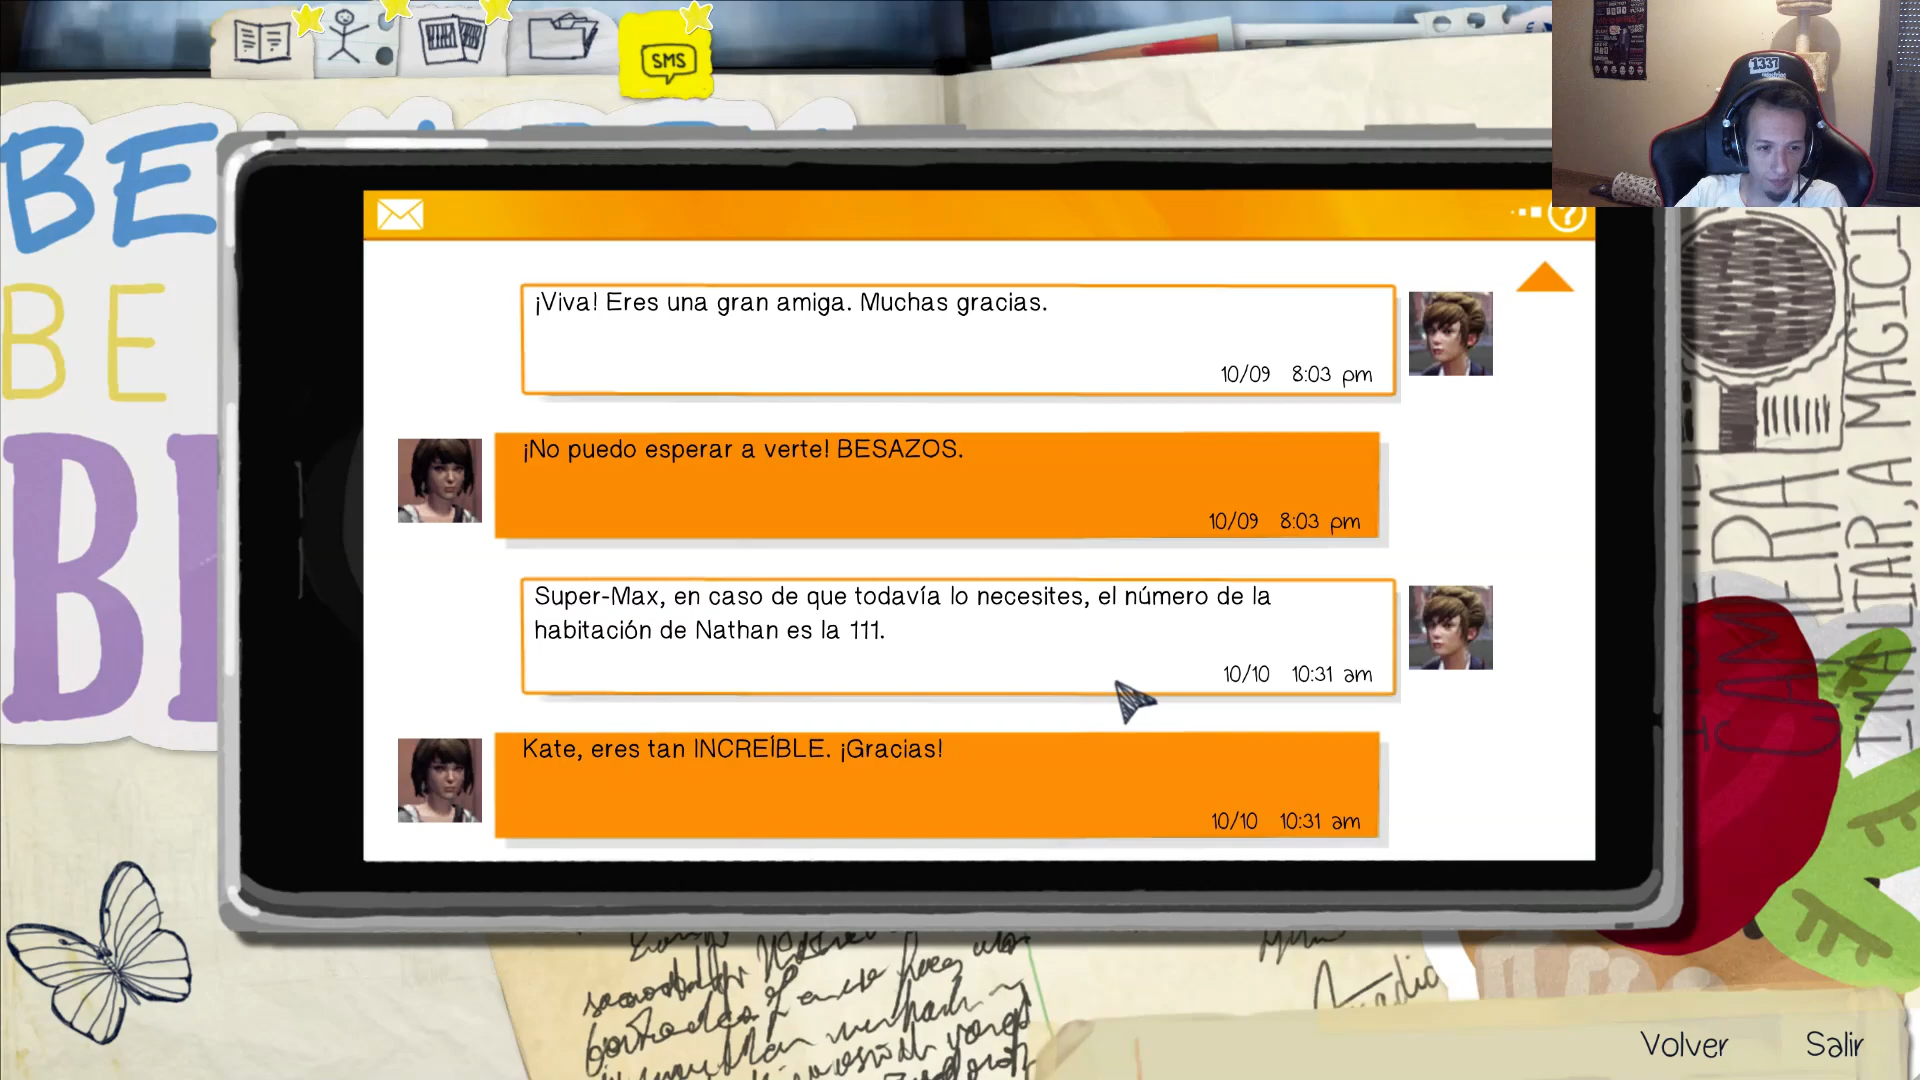 SMS
BE
BE
¡Viva! Eres una gran amiga. Muchas gracias.
10/09 8:03 pm
¡No puedo esperar a verte! BESAZOS.
10/09 8:03 pm
Super-Max, en caso de que todavía lo necesites, el número de la
habitación de Nathan es la 111.
10/10 10:31 am
Kate, eres tan INCREÍBLE. ¡Gracias!
10/10 10:31 am
1337
Volver
Salir